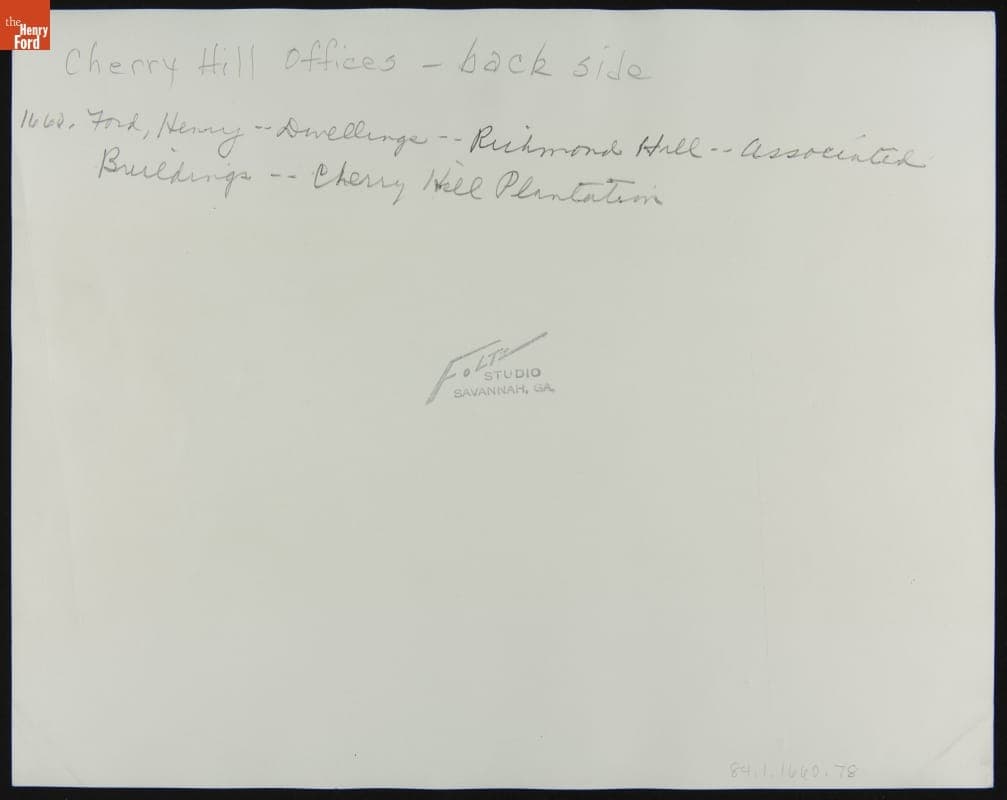 the
Henry
Ford
Cherry Hill Offices - back side
1660. Ford, Henry -- Dwellings -- Richmond Hill -- Associated
Buildings -- Cherry Hill Plantation
FOLTZ
STUDIO
SAVANNAH, GA.
84.1.1660.78